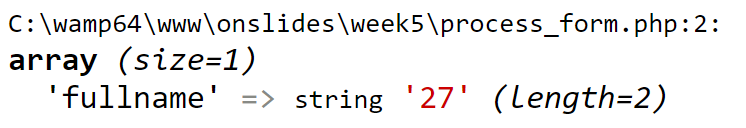 C:\wamp64\www\onslides\week5\process_form.php:2:
array (size=1)
'fullname' => string '27' (length=2)